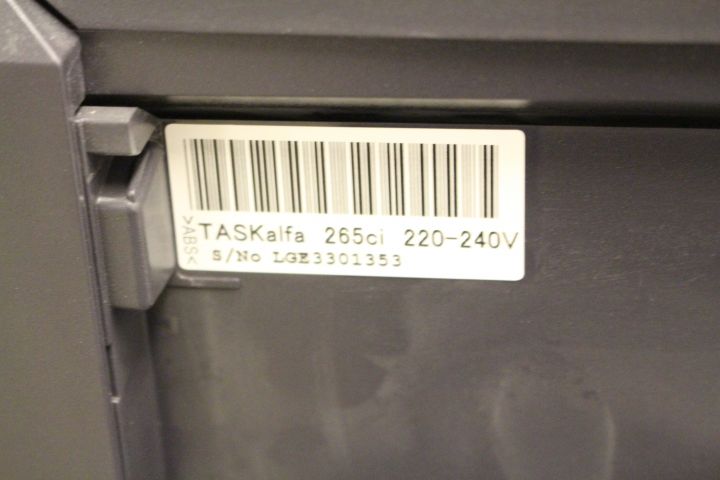 TASKalfa 265ci 220-240V
S/No LGE3301353
>ABS<